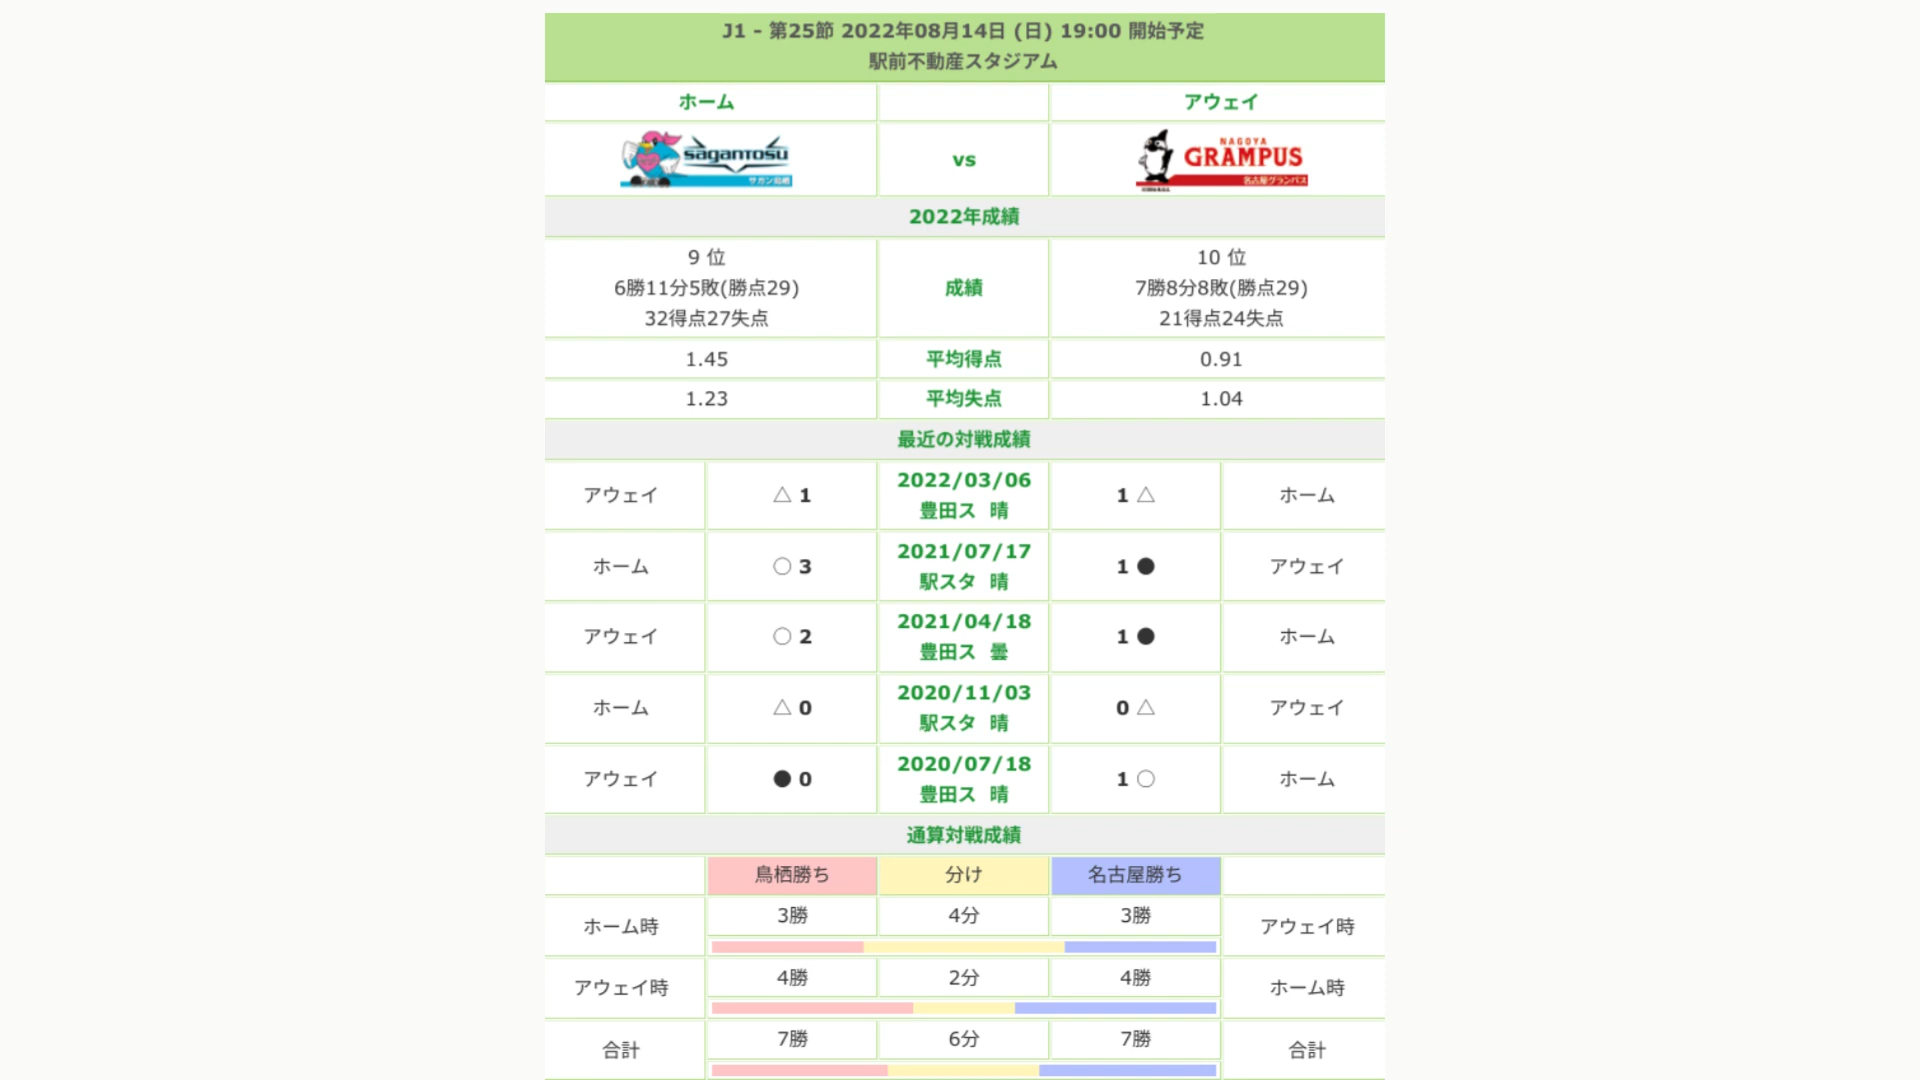 J1 - 第25節 2022年08月14日 (日) 19:00 開始予定
駅前不動産スタジアム
ホーム アウェイ
sagantosu
サガン鳥栖
vs
NAGOYA
GRAMPUS
名古屋グランパス
2022年成績
9 位
6勝11分5敗(勝点29)
32得点27失点
成績
10 位
7勝8分8敗(勝点29)
21得点24失点
1.45 平均得点 0.91
1.23 平均失点 1.04
最近の対戦成績
アウェイ △ 1 2022/03/06 1 △ ホーム
豊田ス 晴
ホーム ○ 3 2021/07/17 1 ● アウェイ
駅スタ 晴
アウェイ ○ 2 2021/04/18 1 ● ホーム
豊田ス 曇
ホーム △ 0 2020/11/03 0 △ アウェイ
駅スタ 晴
アウェイ ● 0 2020/07/18 1 ○ ホーム
豊田ス 晴
通算対戦成績
鳥栖勝ち 分け 名古屋勝ち
ホーム時 3勝 4分 3勝 アウェイ時
アウェイ時 4勝 2分 4勝 ホーム時
合計 7勝 6分 7勝 合計